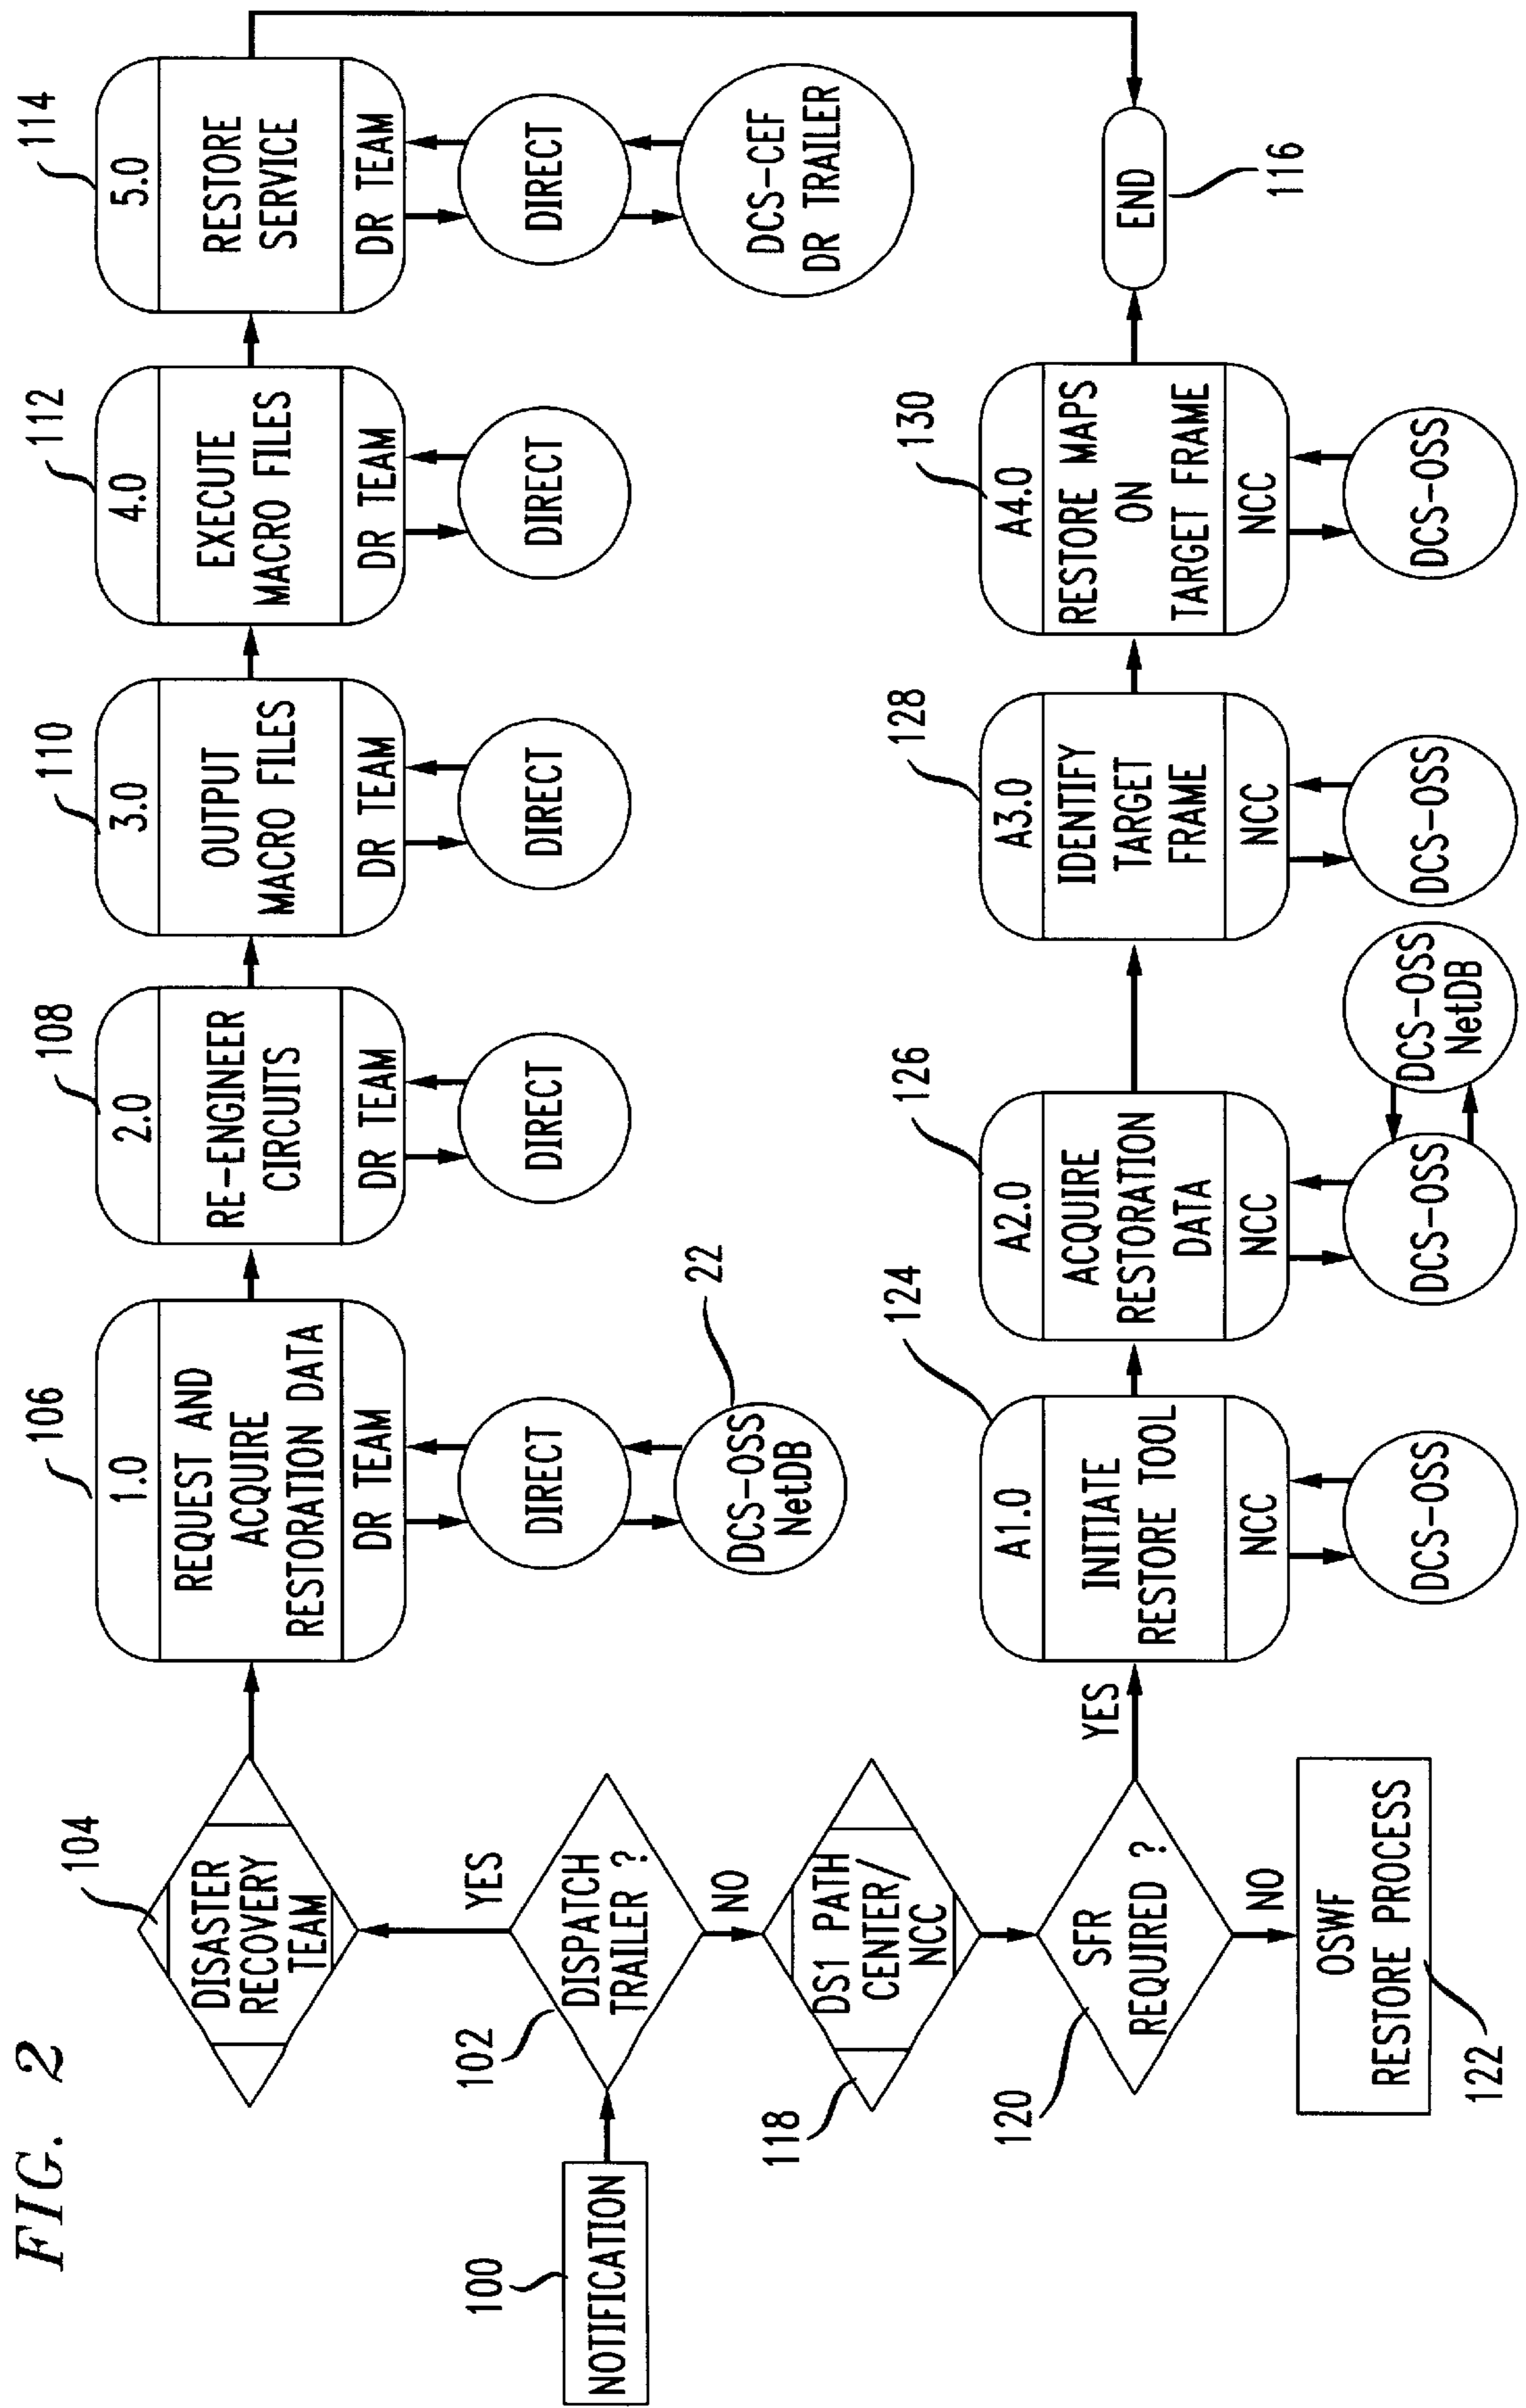 FIG. 2
100
NOTIFICATION
102
DISPATCH
TRAILER ?
YES
NO
104
DISASTER
RECOVERY
TEAM
106
1.0
REQUEST AND
ACQUIRE
RESTORATION DATA
DR TEAM
DIRECT
DCS-OSS
NetDB
22
108
2.0
RE-ENGINEER
CIRCUITS
DR TEAM
DIRECT
110
3.0
OUTPUT
MACRO FILES
DR TEAM
DIRECT
112
4.0
EXECUTE
MACRO FILES
DR TEAM
DIRECT
114
5.0
RESTORE
SERVICE
DR TEAM
DIRECT
DCS-CEF
DR TRAILER
118
DS1 PATH
CENTER/
NCC
120
SFR
REQUIRED ?
YES
NO
OSWF
RESTORE PROCESS
122
124
A1.0
INITIATE
RESTORE TOOL
NCC
DCS-OSS
126
A2.0
ACQUIRE
RESTORATION
DATA
NCC
DCS-OSS
DCS-OSS
NetDB
128
A3.0
IDENTIFY
TARGET
FRAME
NCC
DCS-OSS
130
A4.0
RESTORE MAPS
ON
TARGET FRAME
NCC
DCS-OSS
END
116